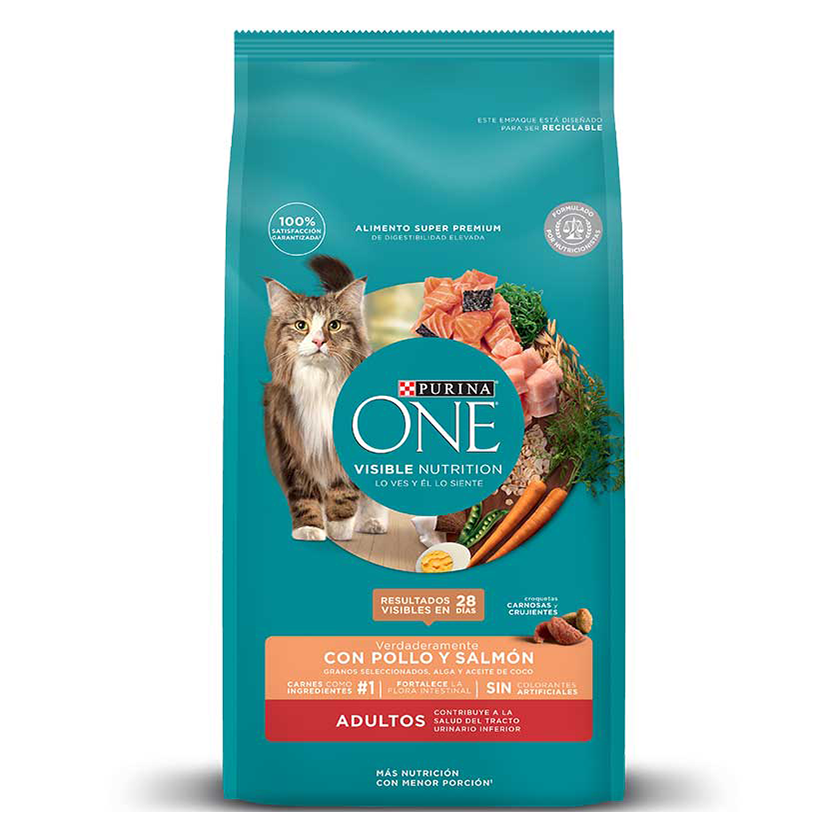 ESTE EMPAQUE ESTÁ DISEÑADO
PARA SER RECICLABLE
100%
SATISFACCIÓN
GARANTIZADA²
ALIMENTO SUPER PREMIUM
DE DIGESTIBILIDAD ELEVADA
FORMULADO
POR NUTRICIONISTAS
PURINA
ONE®
VISIBLE NUTRITION
LO VES Y ÉL LO SIENTE
RESULTADOS
VISIBLES EN 28
DÍAS
croquetas
CARNOSAS y
CRUJIENTES
Verdaderamente
CON POLLO Y SALMÓN
GRANOS SELECCIONADOS, ALGA Y ACEITE DE COCO
CARNES COMO
INGREDIENTES #1
FORTALECE LA
FLORA INTESTINAL
SIN COLORANTES
ARTIFICIALES
ADULTOS
CONTRIBUYE A LA
SALUD DEL TRACTO
URINARIO INFERIOR
MÁS NUTRICIÓN
CON MENOR PORCIÓN¹